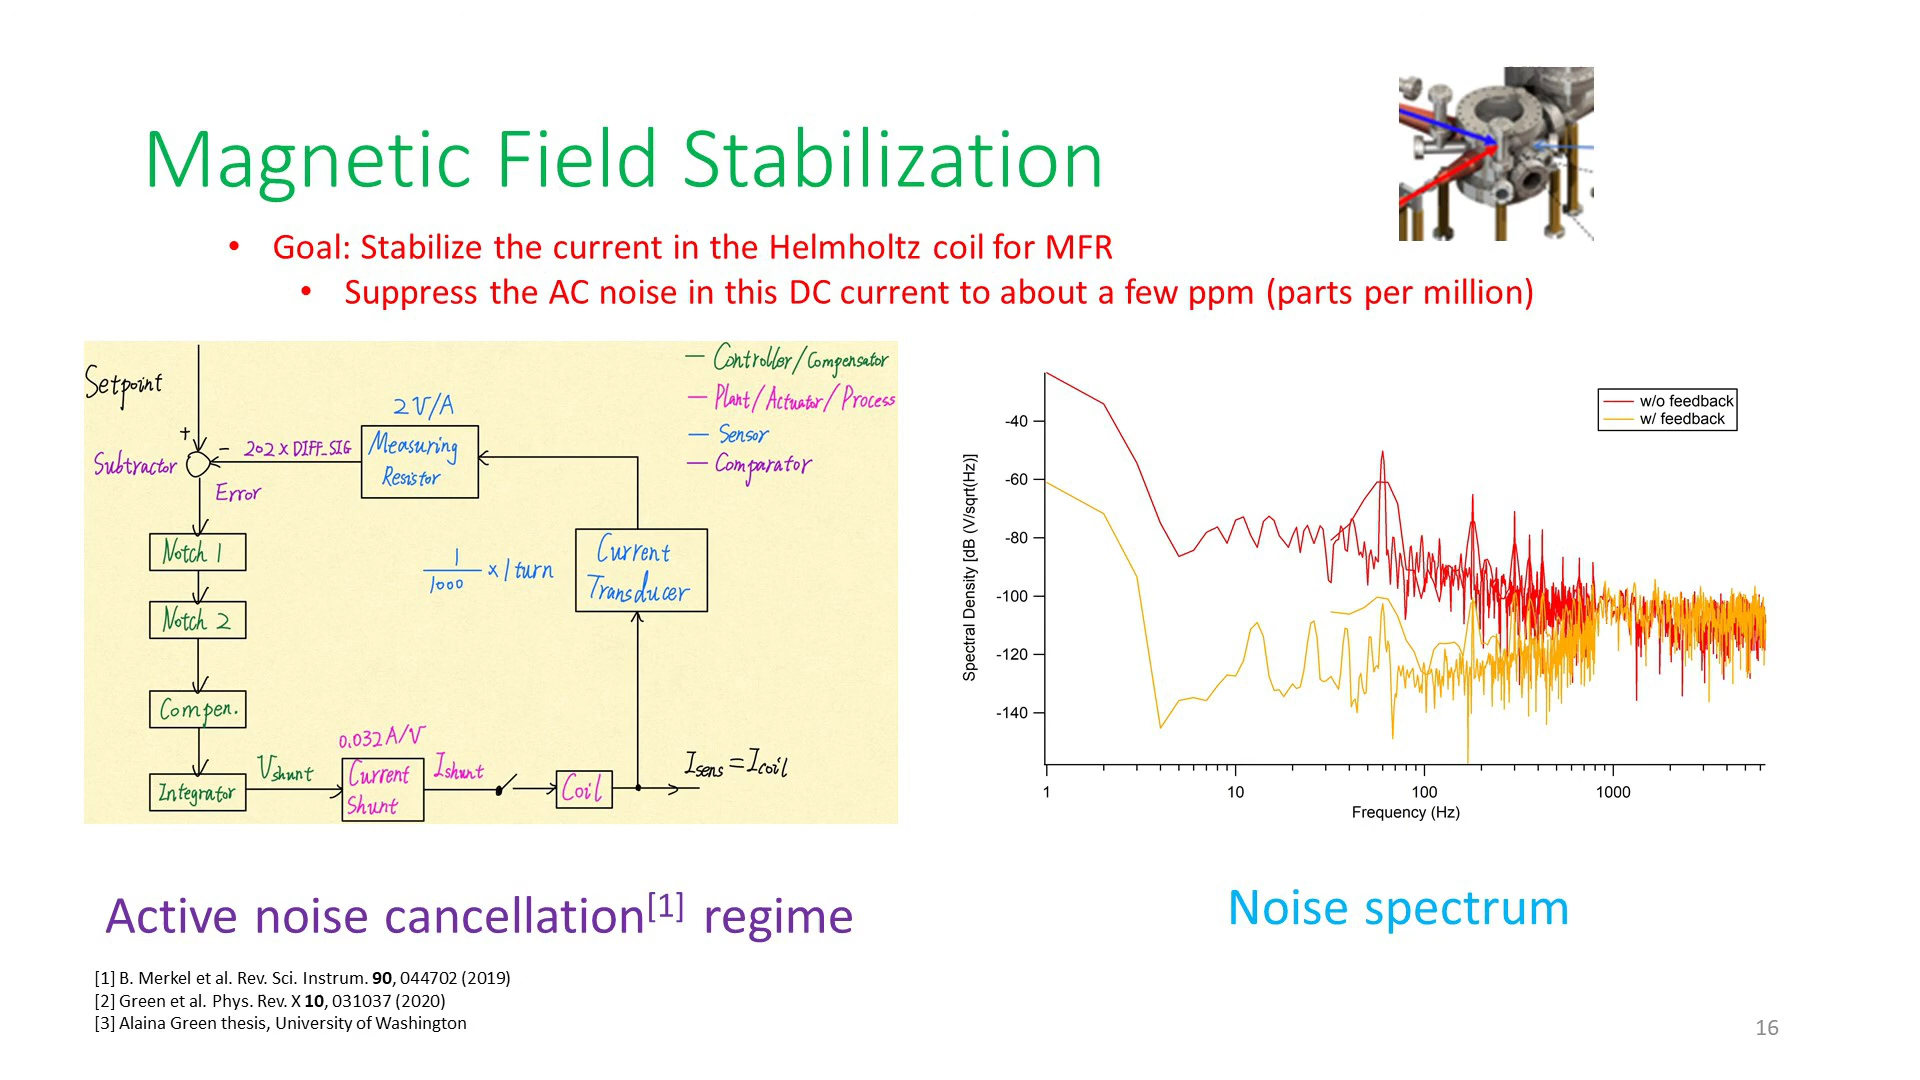 Magnetic Field Stabilization
• Goal: Stabilize the current in the Helmholtz coil for MFR
• Suppress the AC noise in this DC current to about a few ppm (parts per million)
Setpoint
+
-
Subtractor
Error
202 x DIFF_SIG
2V/A
Measuring
Resistor
— Controller/Compensator
— Plant/Actuator/Process
— Sensor
— Comparator
Notch 1
Notch 2
Compen.
Integrator
1/1000 x 1 turn
Current
Transducer
Vshunt
0.032 A/V
Current
Shunt
Ishunt
Coil
Isens = Icoil
w/o feedback
w/ feedback
Spectral Density [dB (V/sqrt(Hz)]
-40
-60
-80
-100
-120
-140
1
10
100
1000
Frequency (Hz)
Active noise cancellation[1] regime
Noise spectrum
[1] B. Merkel et al. Rev. Sci. Instrum. 90, 044702 (2019)
[2] Green et al. Phys. Rev. X 10, 031037 (2020)
[3] Alaina Green thesis, University of Washington
16